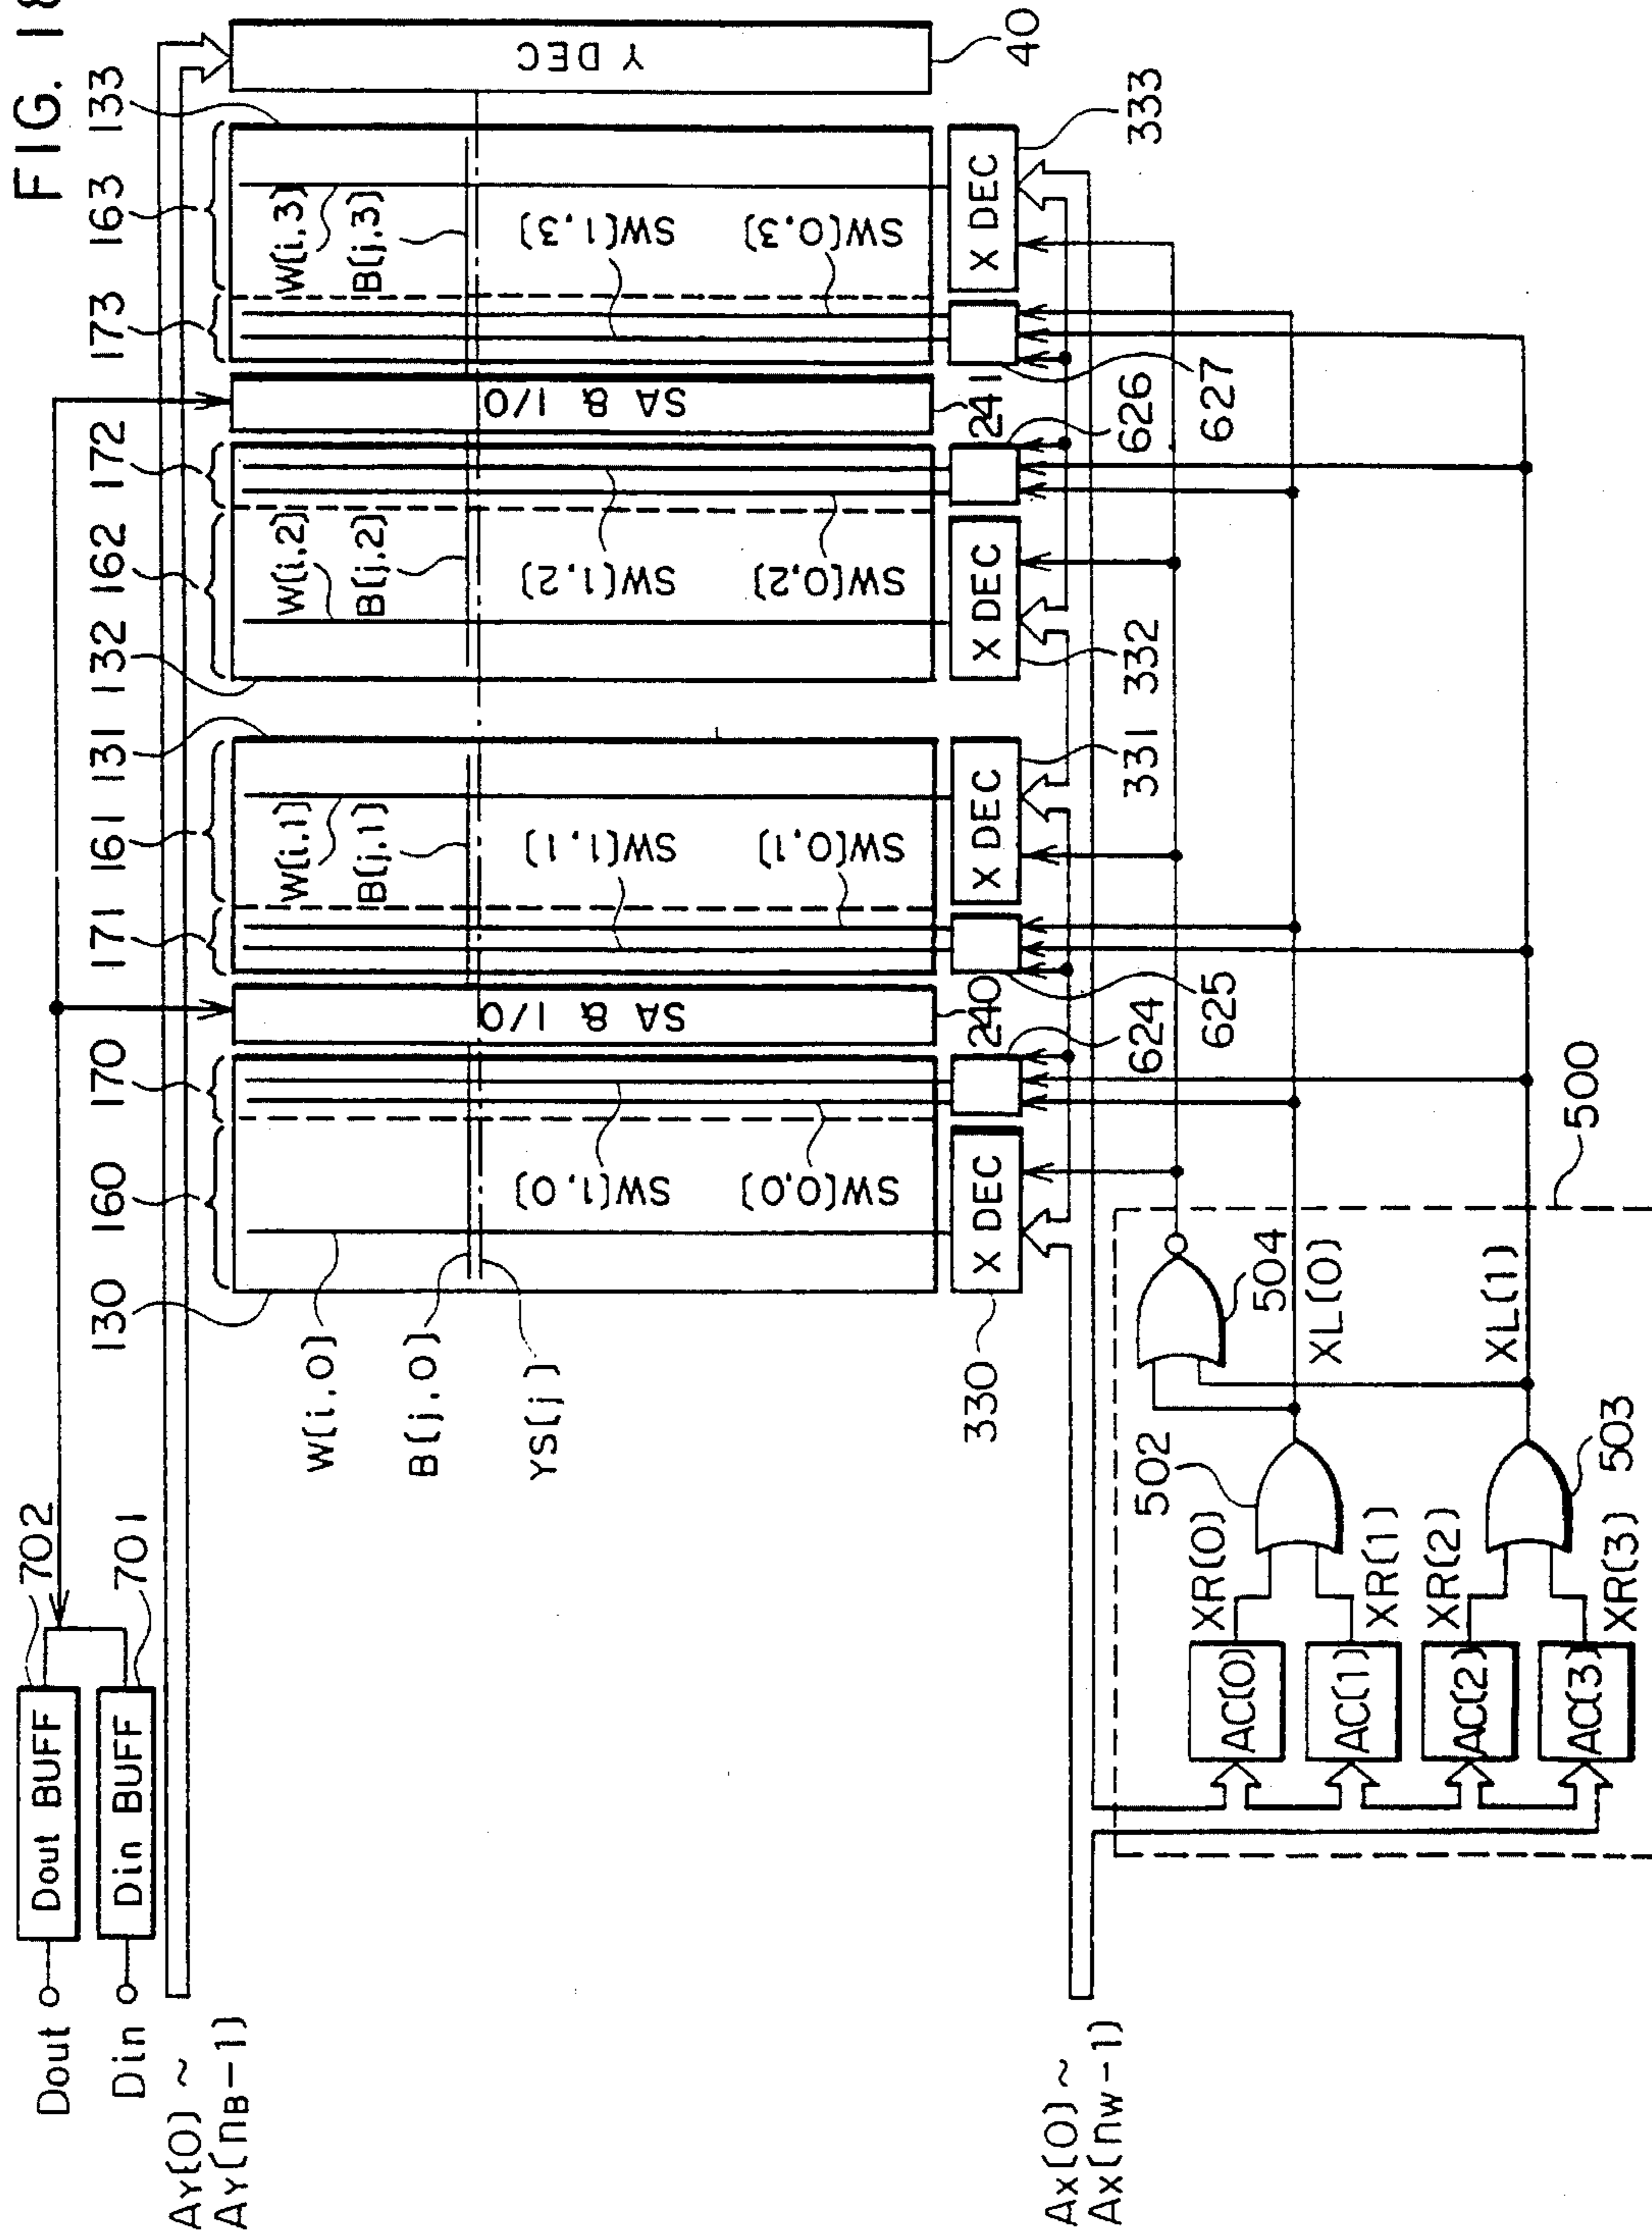 FIG. 18
Dout
Dout BUFF
702
Din
Din BUFF
701
AY(0) ~
AY(nB-1)
130
160
170
171
161
131
132
162
172
173
163
133
W(i,0)
B(j,0)
YS(j)
SW(1,0)
SW(0,0)
SA & I/O
240
W(i,1)
B(j,1)
SW(1,1)
SW(0,1)
W(i,2)
B(j,2)
SW(1,2)
SW(0,2)
SA & I/O
241
W(i,3)
B(j,3)
SW(1,3)
SW(0,3)
Y DEC
40
330
X DEC
624
625
X DEC
331
X DEC
332
626
627
X DEC
333
AX(0) ~
AX(nW-1)
AC(0)
XR(0)
AC(1)
XR(1)
AC(2)
XR(2)
AC(3)
XR(3)
502
503
504
XL(0)
XL(1)
500